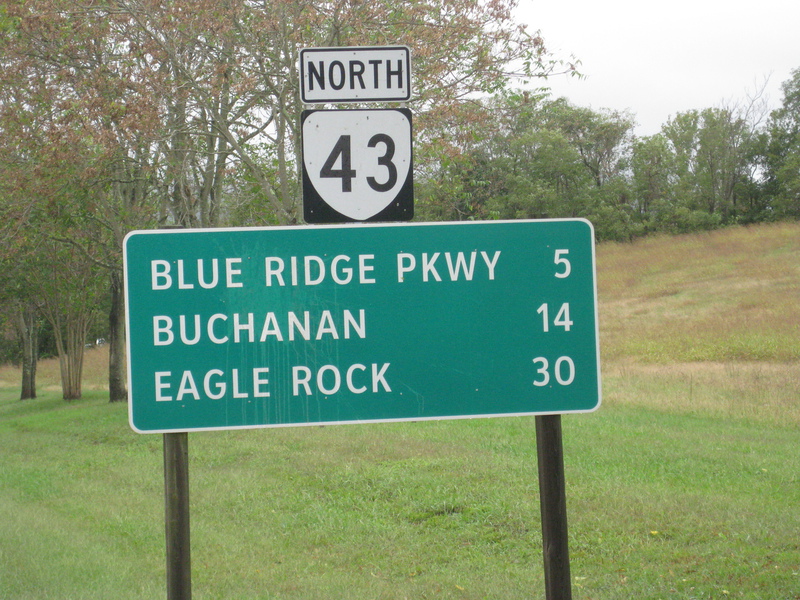 NORTH
43
BLUE RIDGE PKWY 5
BUCHANAN 14
EAGLE ROCK 30